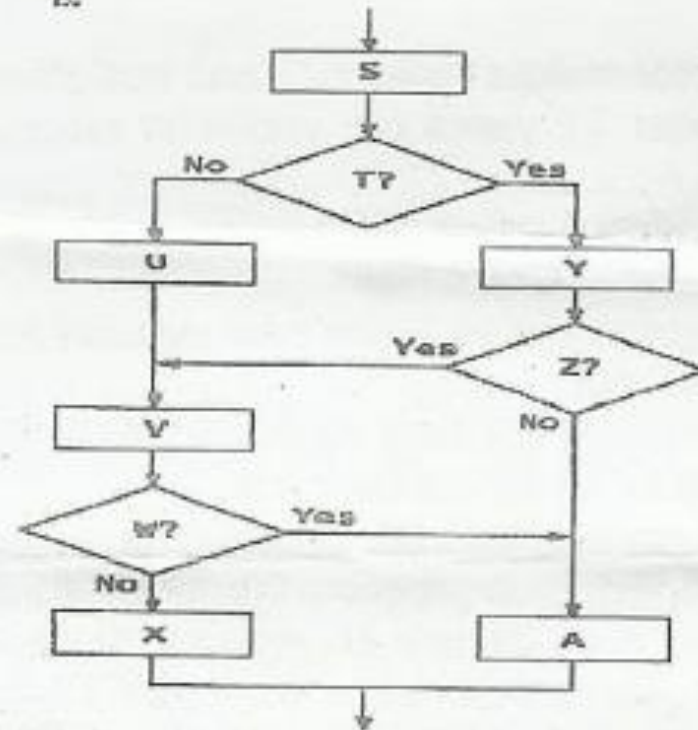 S
T?
No
Yes
U
Y
Yes
Z?
No
V
W?
Yes
No
X
A